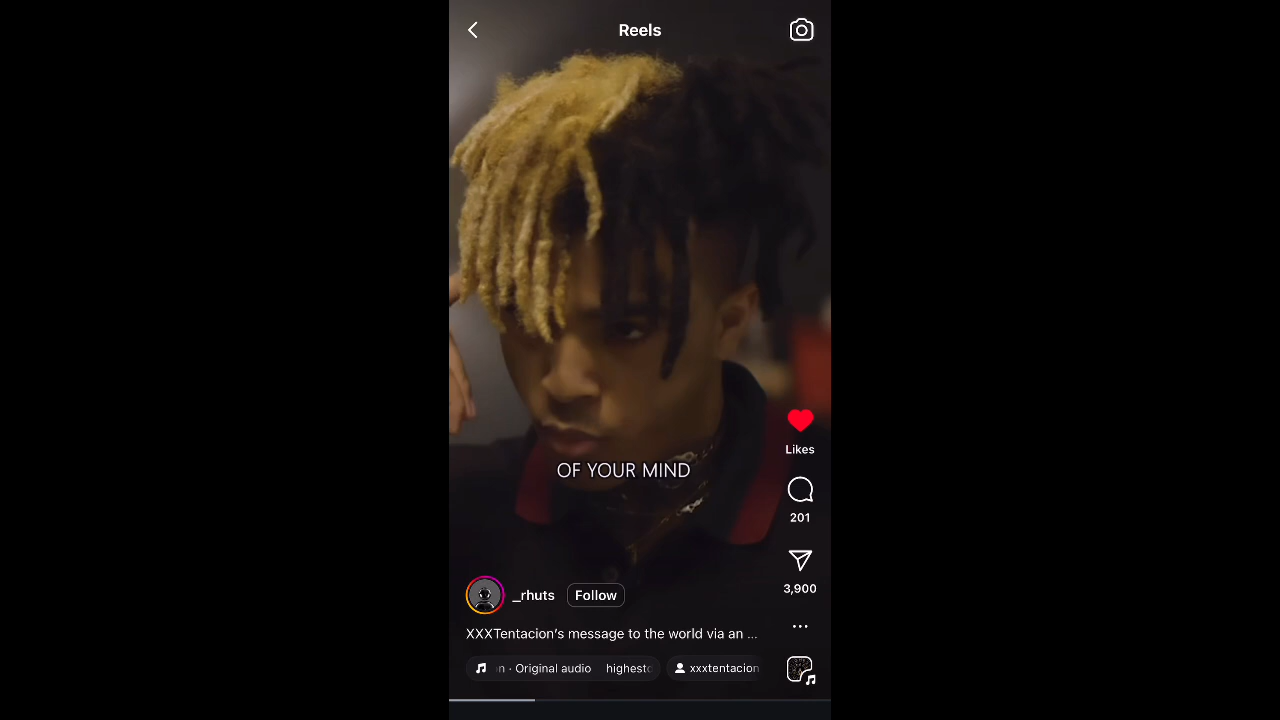 Reels
OF YOUR MIND
Likes
201
3,900
_rhuts
Follow
XXXTentacion's message to the world via an ...
n · Original audio highest
xxxtentacion